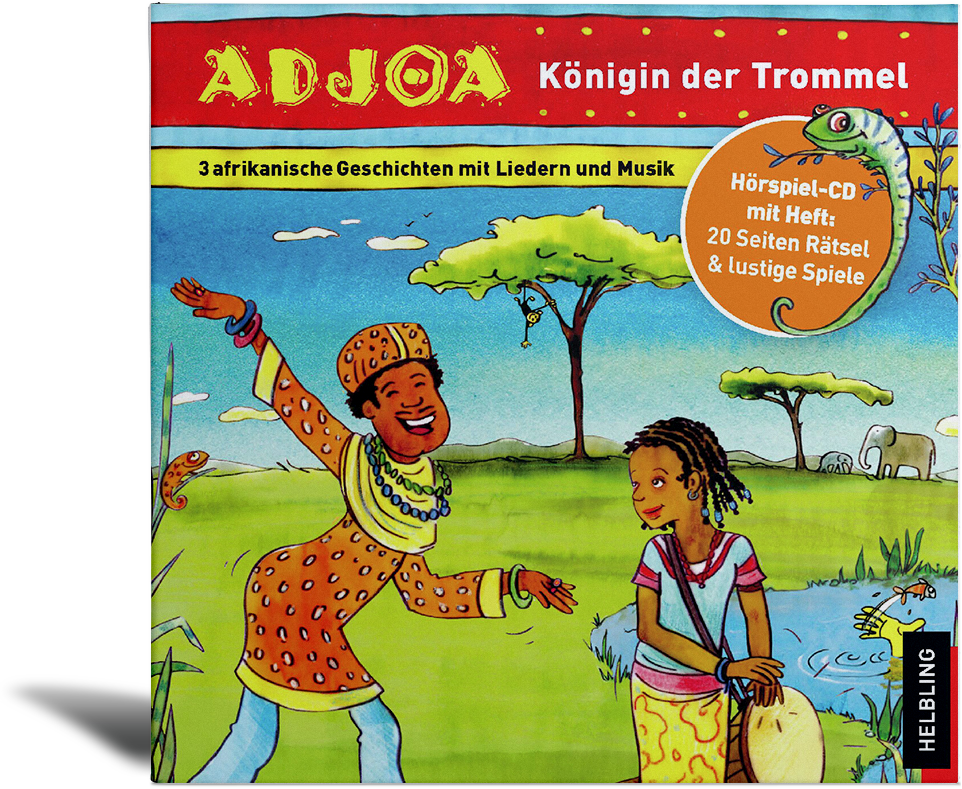 ADJOA Königin der Trommel
3 afrikanische Geschichten mit Liedern und Musik
Hörspiel-CD
mit Heft:
20 Seiten Rätsel
& lustige Spiele
HELBLING